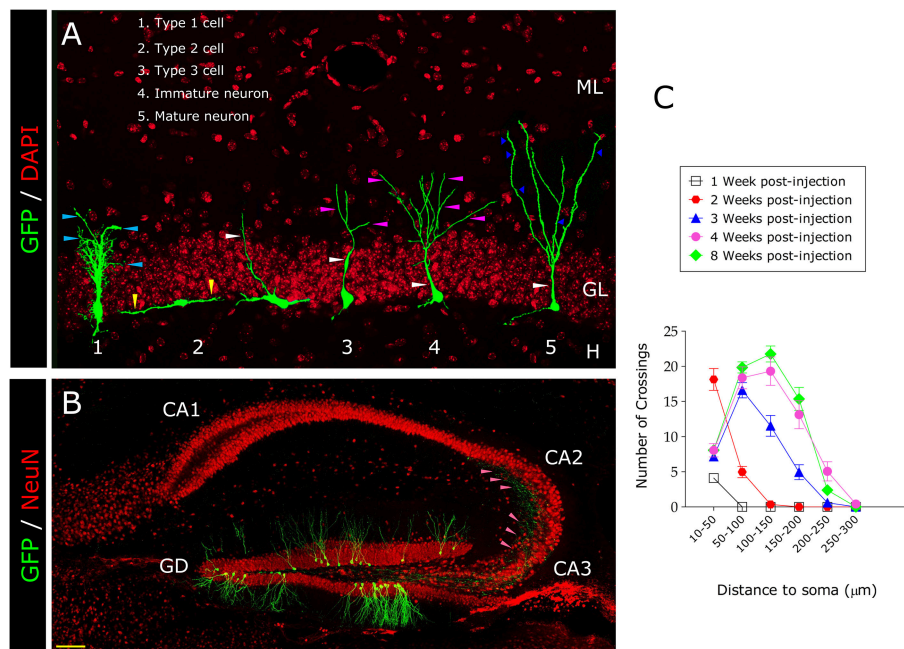 A
1. Type 1 cell
2. Type 2 cell
3. Type 3 cell
4. Immature neuron
5. Mature neuron
ML
GL
H
1 2 3 4 5
GFP / DAPI
B
CA1
CA2
CA3
GD
GFP / NeuN
C
1 Week post-injection
2 Weeks post-injection
3 Weeks post-injection
4 Weeks post-injection
8 Weeks post-injection
Number of Crossings
25
20
15
10
5
0
10-50
50-100
100-150
150-200
200-250
250-300
Distance to soma (μm)